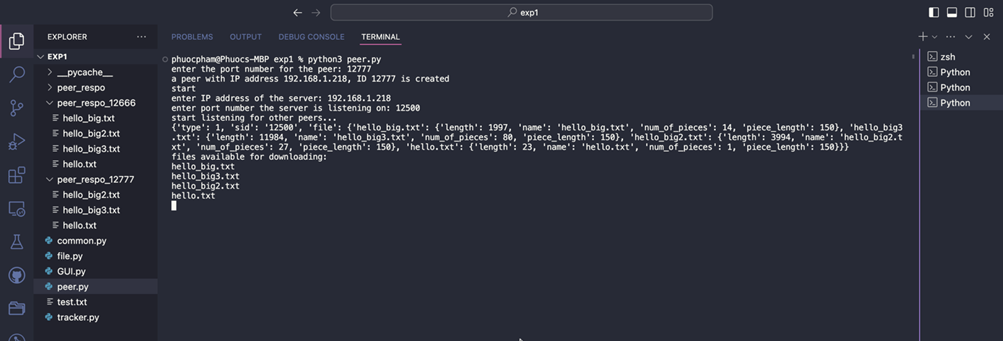 exp1
EXPLORER
PROBLEMS OUTPUT DEBUG CONSOLE TERMINAL
EXP1
__pycache__
peer_respo
peer_respo_12666
hello_big.txt
hello_big2.txt
hello_big3.txt
hello.txt
peer_respo_12777
hello_big2.txt
hello_big3.txt
hello.txt
common.py
file.py
GUI.py
peer.py
test.txt
tracker.py
phuocpham@Phuocs-MBP exp1 % python3 peer.py
enter the port number for the peer: 12777
a peer with IP address 192.168.1.218, ID 12777 is created
start
enter IP address of the server: 192.168.1.218
enter port number the server is listening on: 12500
start listening for other peers...
{'type': 1, 'sid': '12500', 'file': {'hello_big.txt': {'length': 1997, 'name': 'hello_big.txt', 'num_of_pieces': 14, 'piece_length': 150}, 'hello_big3
.txt': {'length': 11984, 'name': 'hello_big3.txt', 'num_of_pieces': 80, 'piece_length': 150}, 'hello_big2.txt': {'length': 3994, 'name': 'hello_big2.t
xt', 'num_of_pieces': 27, 'piece_length': 150}, 'hello.txt': {'length': 23, 'name': 'hello.txt', 'num_of_pieces': 1, 'piece_length': 150}}}
files available for downloading:
hello_big.txt
hello_big3.txt
hello_big2.txt
hello.txt
zsh
Python
Python
Python